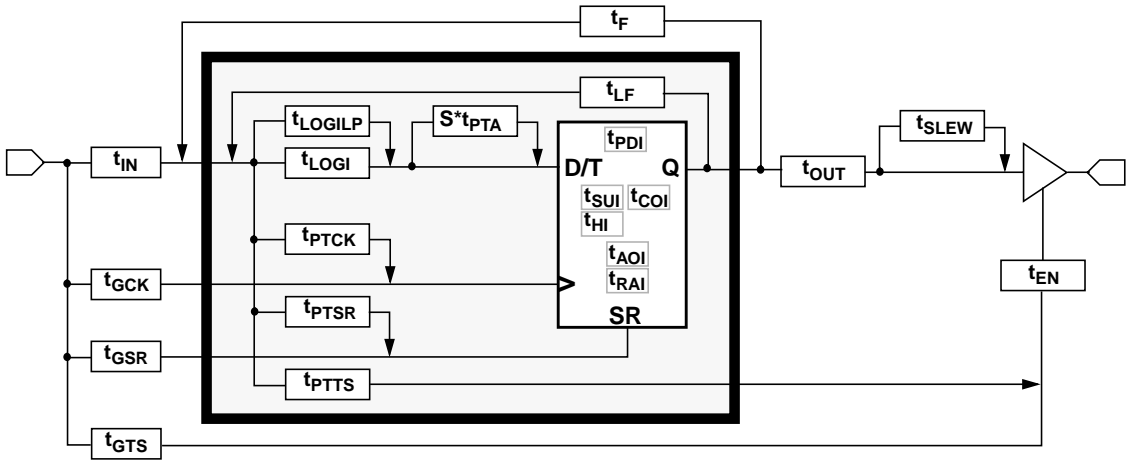 tF
tLF
tLOGILP
S*tPTA
tSLEW
tPDI
tIN
tLOGI
D/T
Q
tOUT
tSUI
tCOI
tHI
tPTCK
tAOI
tGCK
tRAI
tEN
tPTSR
SR
tGSR
tPTTS
tGTS